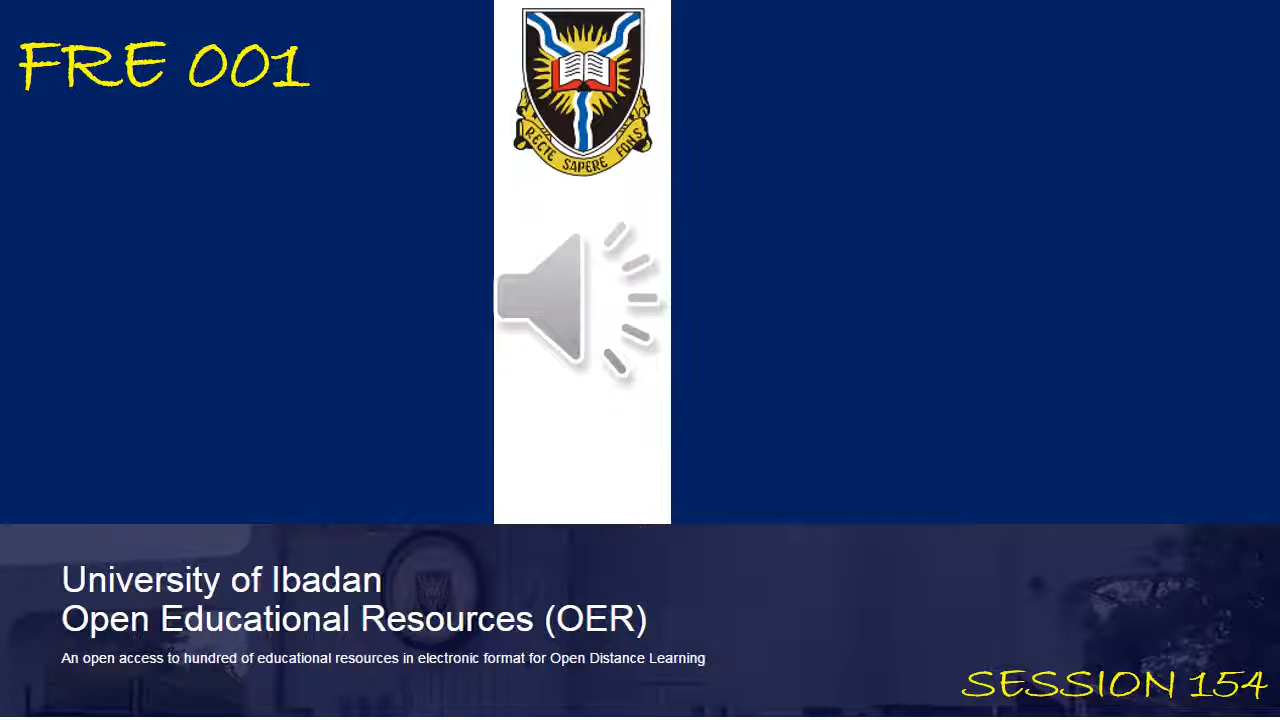 FRE 001
RECTE SAPERE FONS
University of Ibadan
Open Educational Resources (OER)
An open access to hundred of educational resources in electronic format for Open Distance Learning
SESSION 154